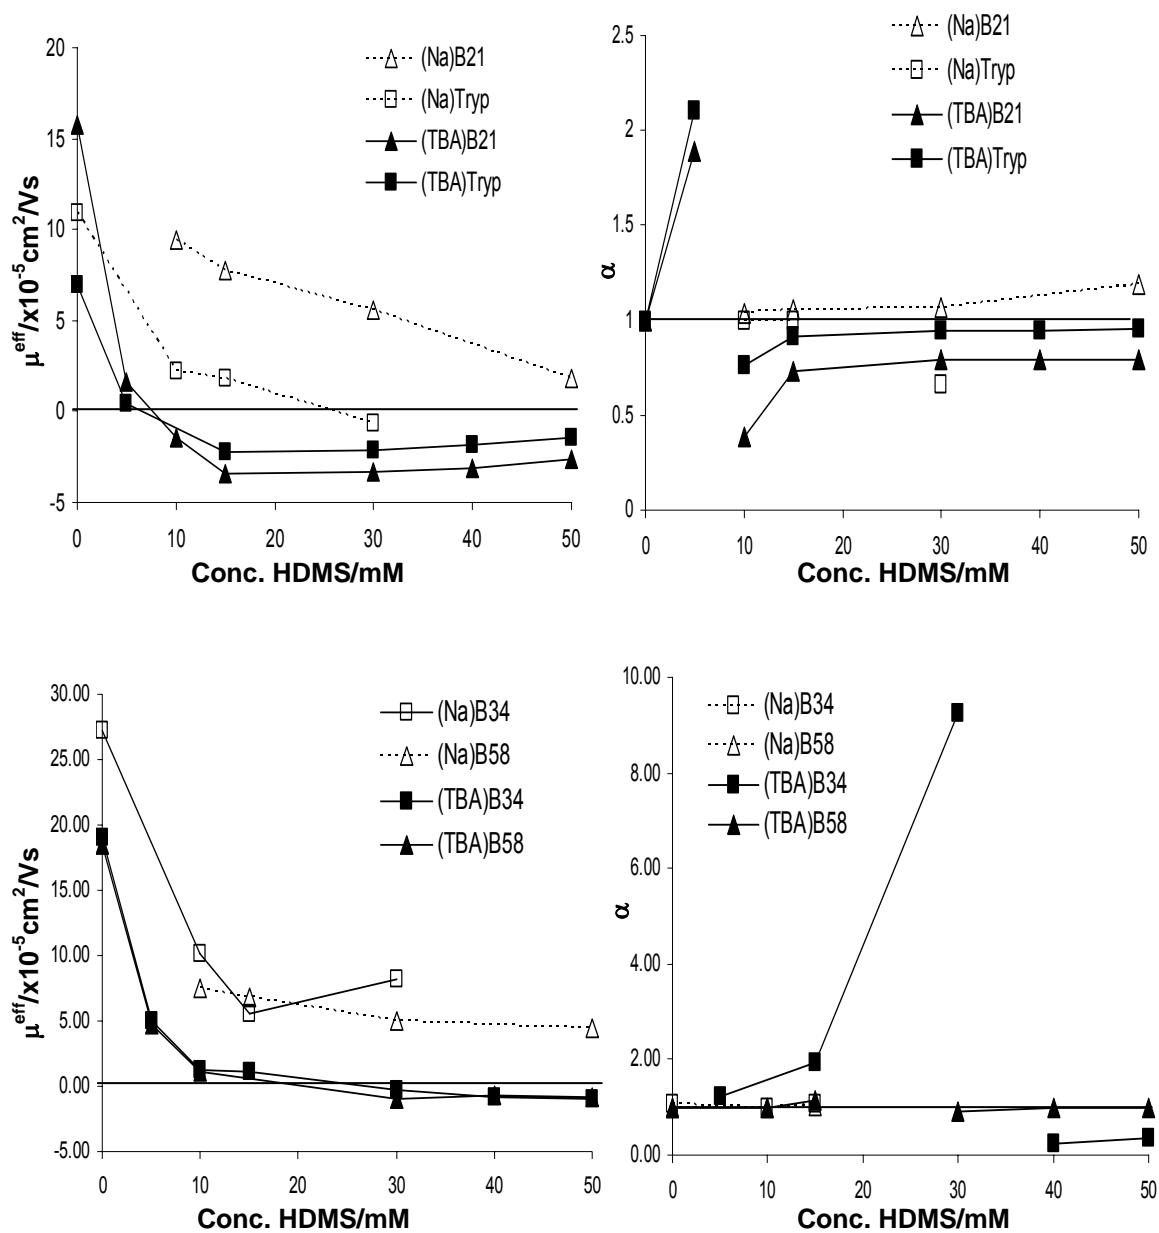 20
15
10
5
0
-5
μeff/x10-5cm2/Vs
0 10 20 30 40 50
Conc. HDMS/mM
(Na)B21
(Na)Tryp
(TBA)B21
(TBA)Tryp
2.5
2
1.5
1
0.5
0
α
0 10 20 30 40 50
Conc. HDMS/mM
(Na)B21
(Na)Tryp
(TBA)B21
(TBA)Tryp
30.00
25.00
20.00
15.00
10.00
5.00
0.00
-5.00
μeff/x10-5cm2/Vs
0 10 20 30 40 50
Conc. HDMS/mM
(Na)B34
(Na)B58
(TBA)B34
(TBA)B58
10.00
8.00
6.00
4.00
2.00
0.00
α
0 10 20 30 40 50
Conc. HDMS/mM
(Na)B34
(Na)B58
(TBA)B34
(TBA)B58